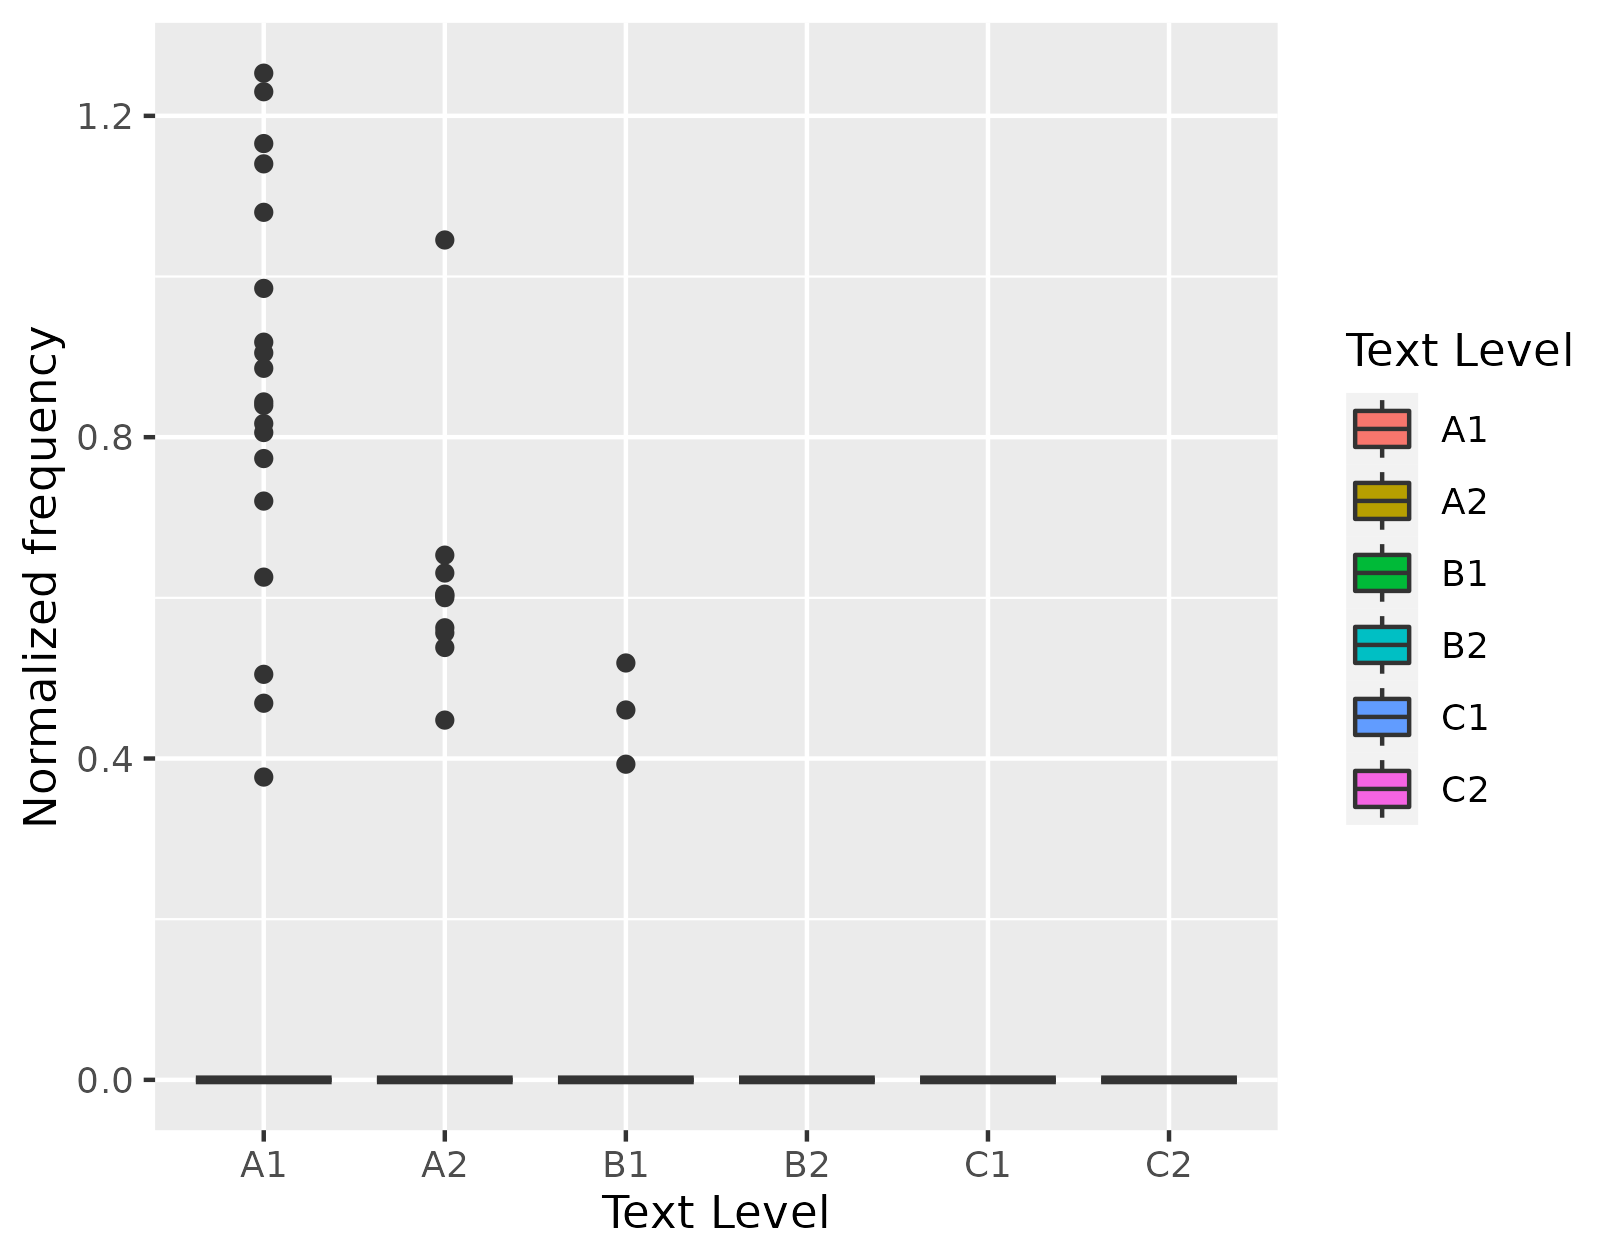 1.2
0.8
0.4
0.0
Normalized frequency
A1 A2 B1 B2 C1 C2
Text Level
Text Level
A1
A2
B1
B2
C1
C2